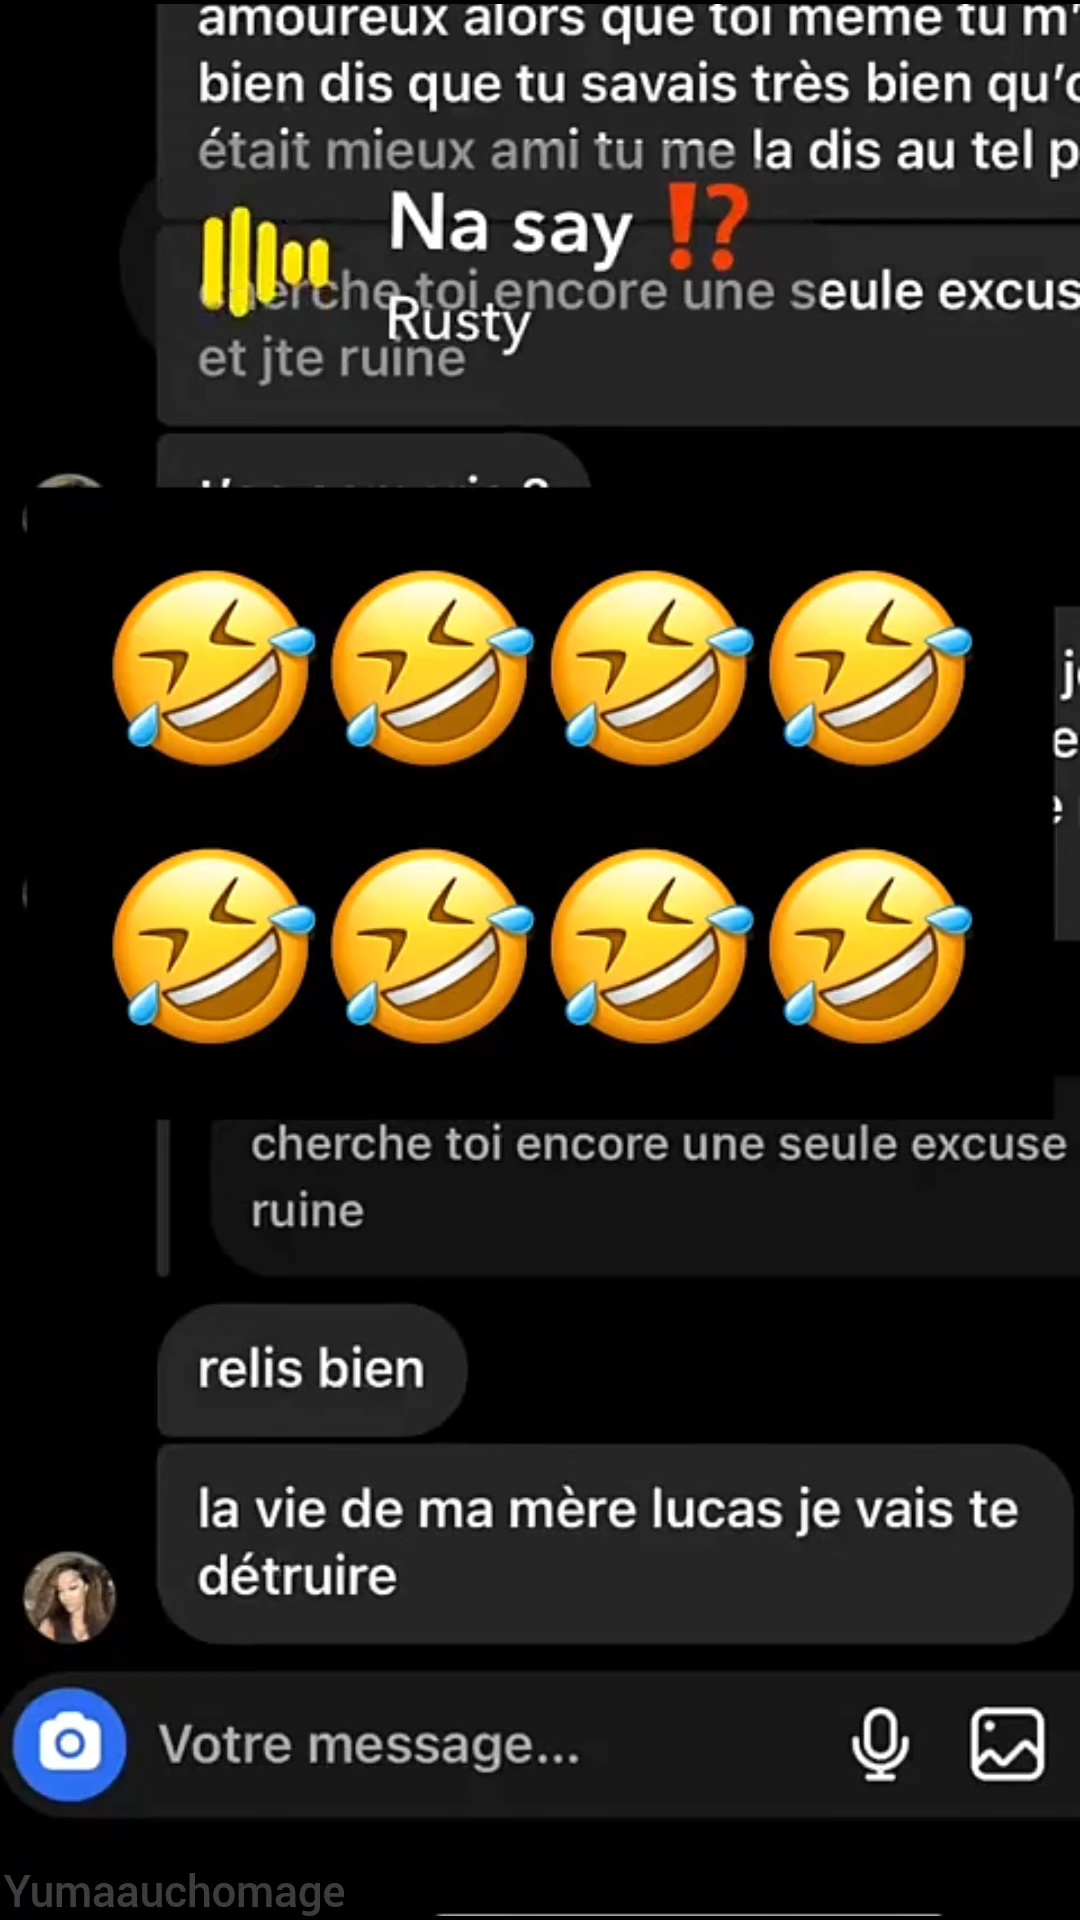 amoureux alors que toi même tu m'
bien dis que tu savais très bien qu'
était mieux ami tu me la dis au tel
Na say ⁉️
cherche toi encore une seule excus
Rusty
et jte ruine
cherche toi encore une seule excuse
ruine
relis bien
la vie de ma mère lucas je vais te
détruire
Votre message...
Yumaauchomage